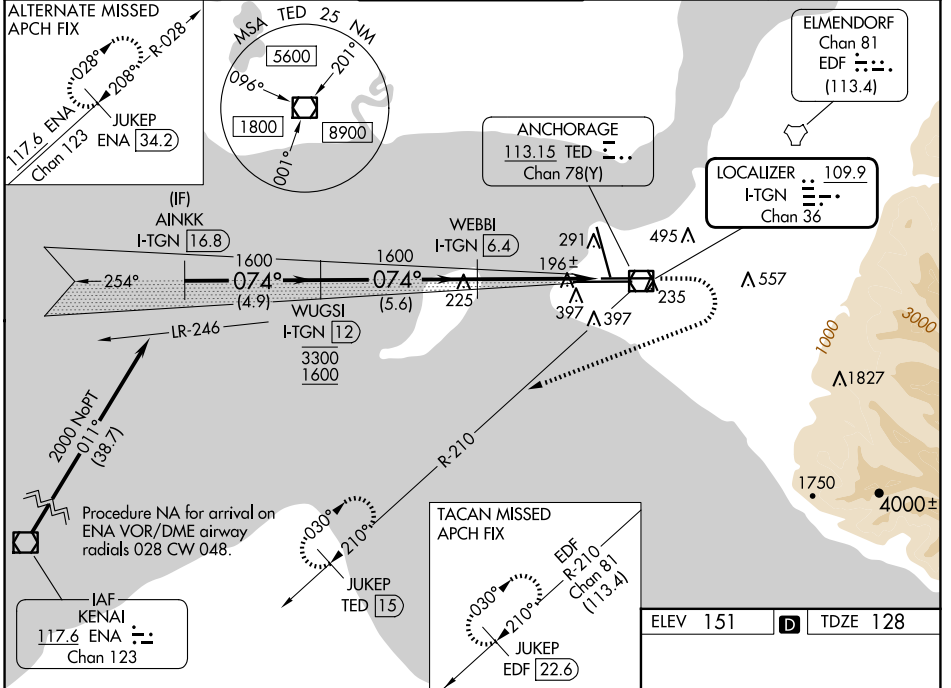 ALTERNATE MISSED
APCH FIX
028°
208°
R-028
117.6 ENA
Chan 123
JUKEP
ENA 34.2
MSA TED 25 NM
5600
096°
201°
1800
8900
001°
ELMENDORF
Chan 81
EDF
(113.4)
ANCHORAGE
113.15 TED
Chan 78(Y)
LOCALIZER 109.9
I-TGN
Chan 36
(IF)
AINKK
I-TGN 16.8
WEBBI
I-TGN 6.4
291
495
196±
254°
1600
074°
(4.9)
1600
074°
(5.6)
225
235
557
397
397
WUGSI
I-TGN 12
3300
1600
LR-246
1000
3000
1827
2000 NoPT
011°
(38.7)
R-210
1750
4000±
Procedure NA for arrival on
ENA VOR/DME airway
radials 028 CW 048.
030°
210°
JUKEP
TED 15
IAF
KENAI
117.6 ENA
Chan 123
TACAN MISSED
APCH FIX
EDF
R-210
Chan 81
(113.4)
030°
210°
JUKEP
EDF 22.6
ELEV 151 D TDZE 128